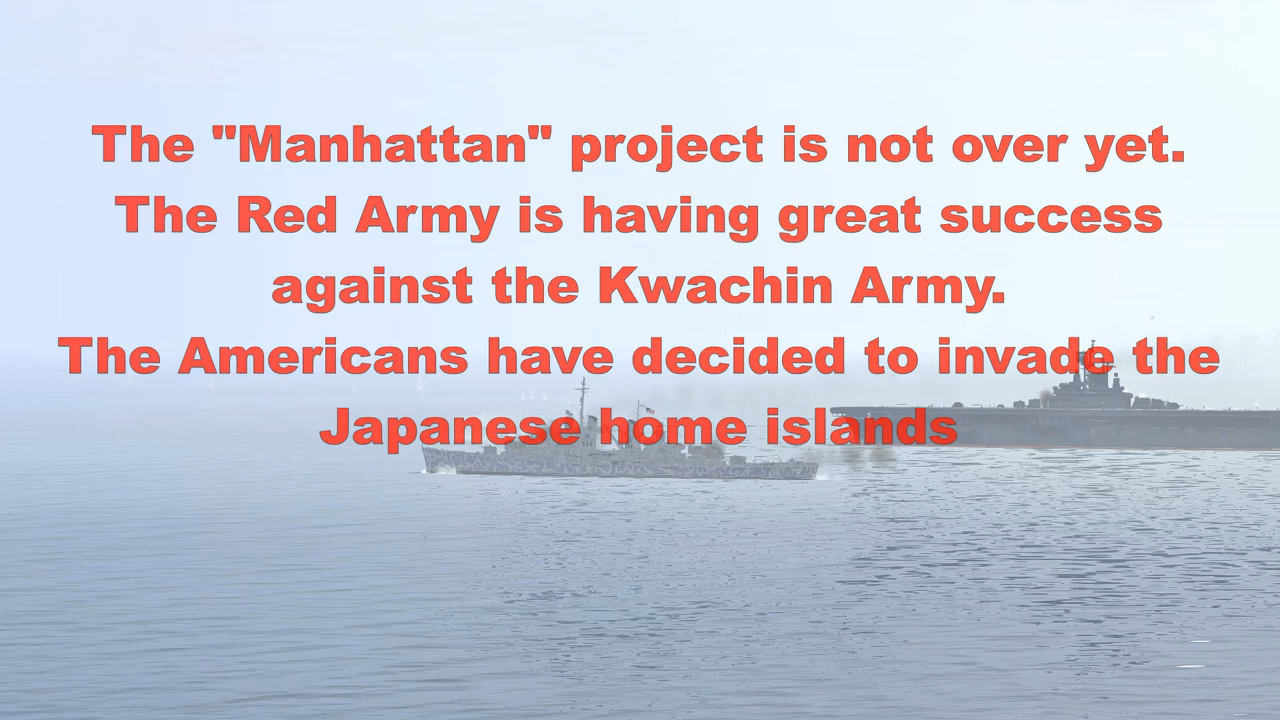 The "Manhattan" project is not over yet.
The Red Army is having great success
against the Kwachin Army.
The Americans have decided to invade the
Japanese home islands